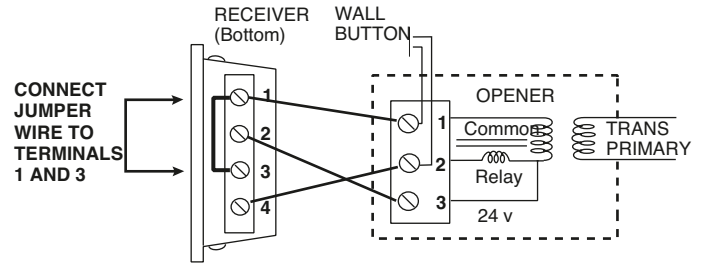 RECEIVER
(Bottom)
WALL
BUTTON
CONNECT
JUMPER
WIRE TO
TERMINALS
1 AND 3
1
2
3
4
OPENER
1
Common
2
Relay
3
24 v
TRANS
PRIMARY